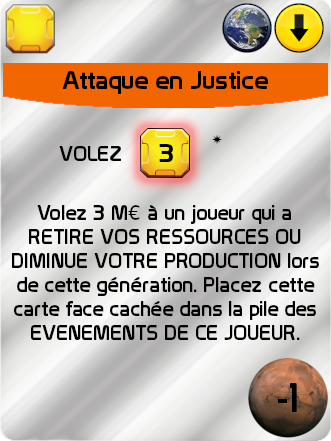 Attaque en Justice
VOLEZ 3 *
Volez 3 M€ à un joueur qui a
RETIRE VOS RESSOURCES OU
DIMINUE VOTRE PRODUCTION lors
de cette génération. Placez cette
carte face cachée dans la pile des
EVENEMENTS DE CE JOUEUR.
-1